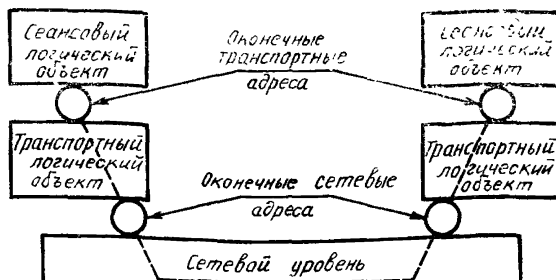 Сеансовый
логический
объект
Оконечные
транспортные
адреса
Сеансовый
логический
объект
Транспортный
логический
объект
Оконечные сетевые
адреса
Транспортный
логический
объект
Сетевой уровень